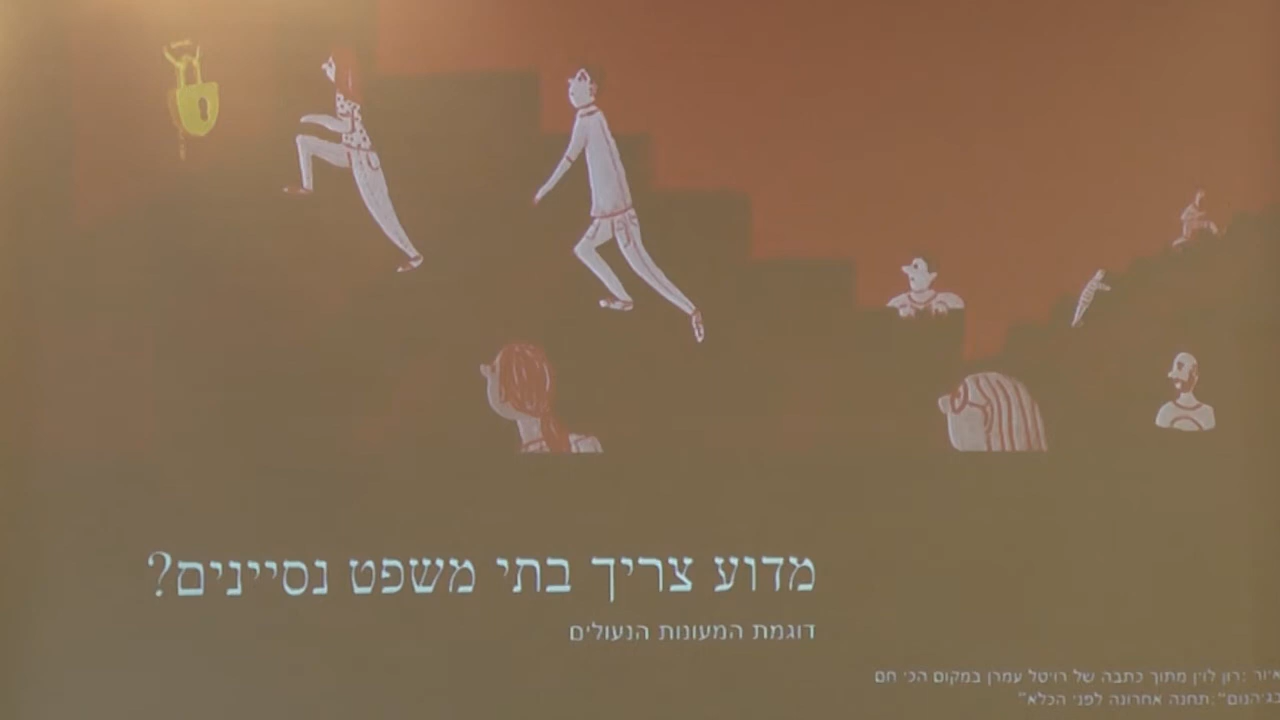 מדוע צריך בתי משפט נסיינים?
דוגמת המעונות הנעולים
רון לוין מתוך כתבה של רויטל עמרן במקום הכי חם
תחנה אחרונה לפני הכלא"